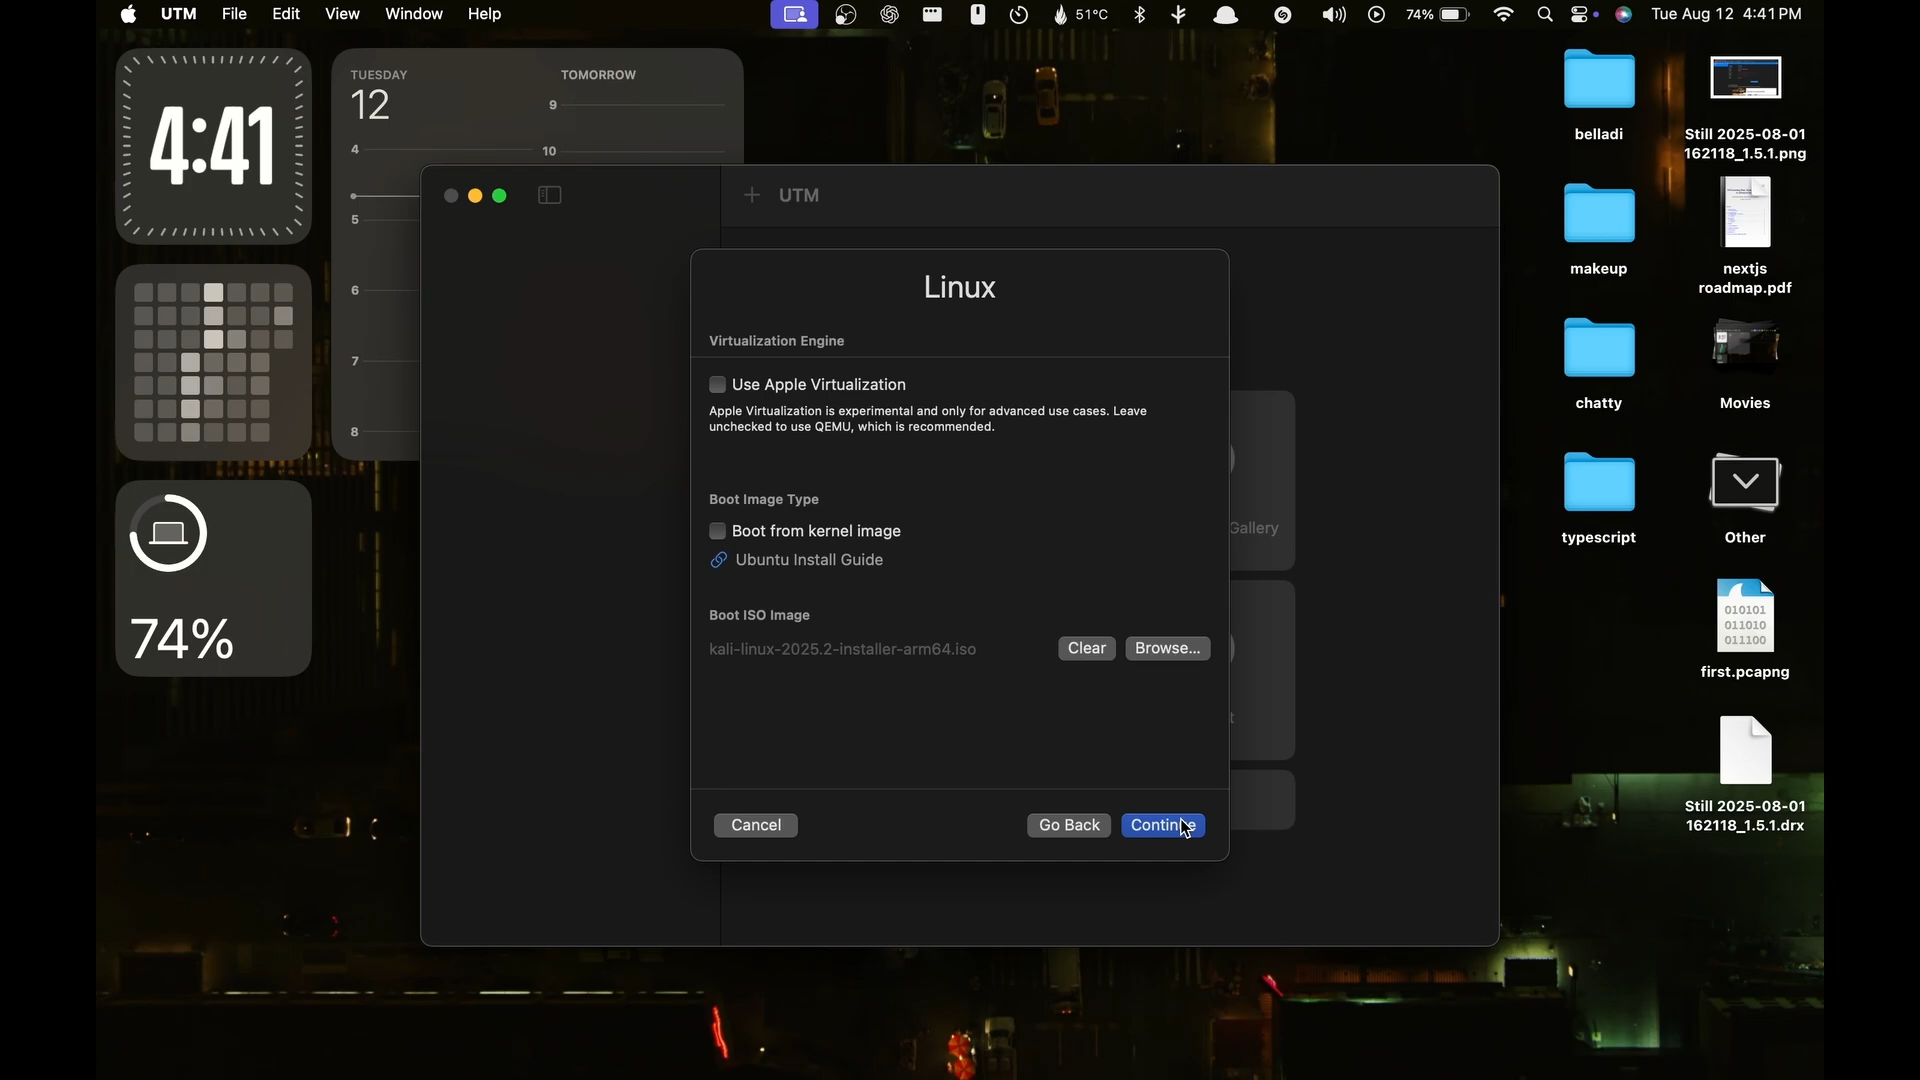 UTM File Edit View Window Help
51°C
74%
Tue Aug 12 4:41 PM
4:41
TUESDAY
12
4
5
6
7
8
TOMORROW
9
10
74%
UTM
Gallery
t
Linux
Virtualization Engine
Use Apple Virtualization
Apple Virtualization is experimental and only for advanced use cases. Leave
unchecked to use QEMU, which is recommended.
Boot Image Type
Boot from kernel image
Ubuntu Install Guide
Boot ISO Image
kali-linux-2025.2-installer-arm64.iso
Clear
Browse...
Cancel
Go Back
Continue
belladi
makeup
chatty
typescript
Still 2025-08-01
162118_1.5.1.png
nextjs
roadmap.pdf
Movies
Other
010101
011010
011100
first.pcapng
Still 2025-08-01
162118_1.5.1.drx